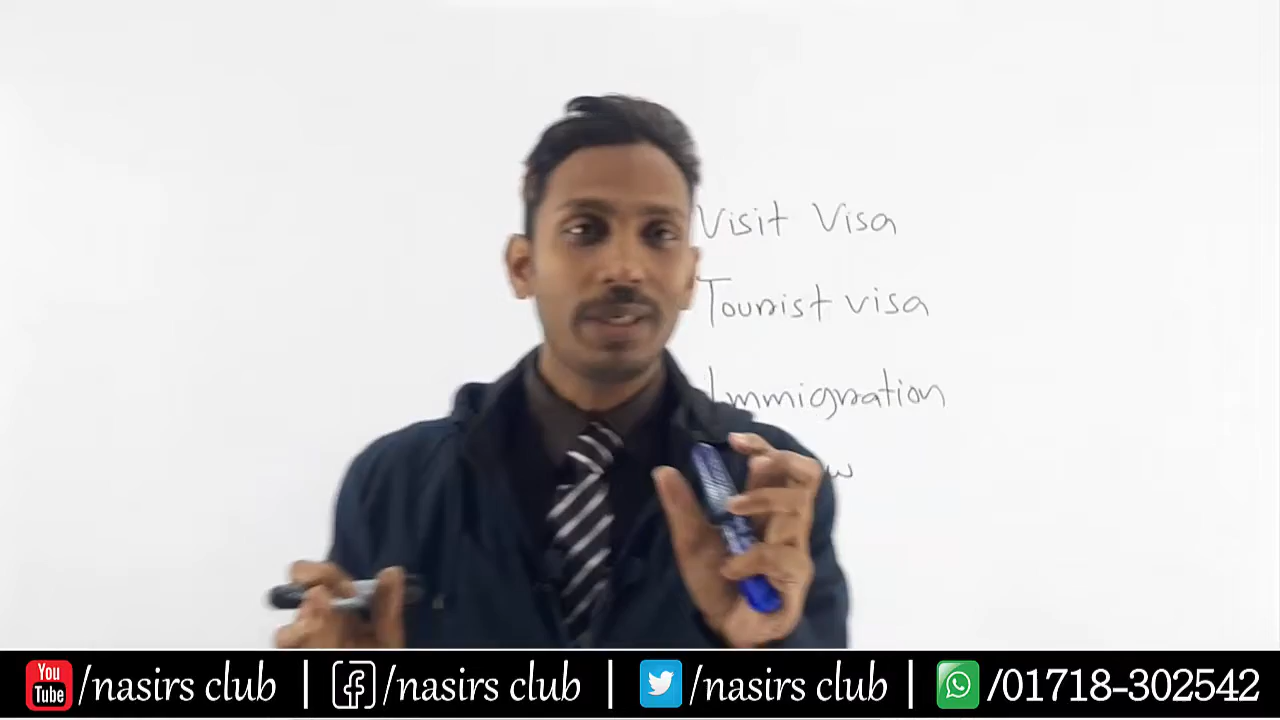 Visit Visa
Tourist visa
Immigration
You Tube /nasirs club | f /nasirs club | /nasirs club | /01718-302542